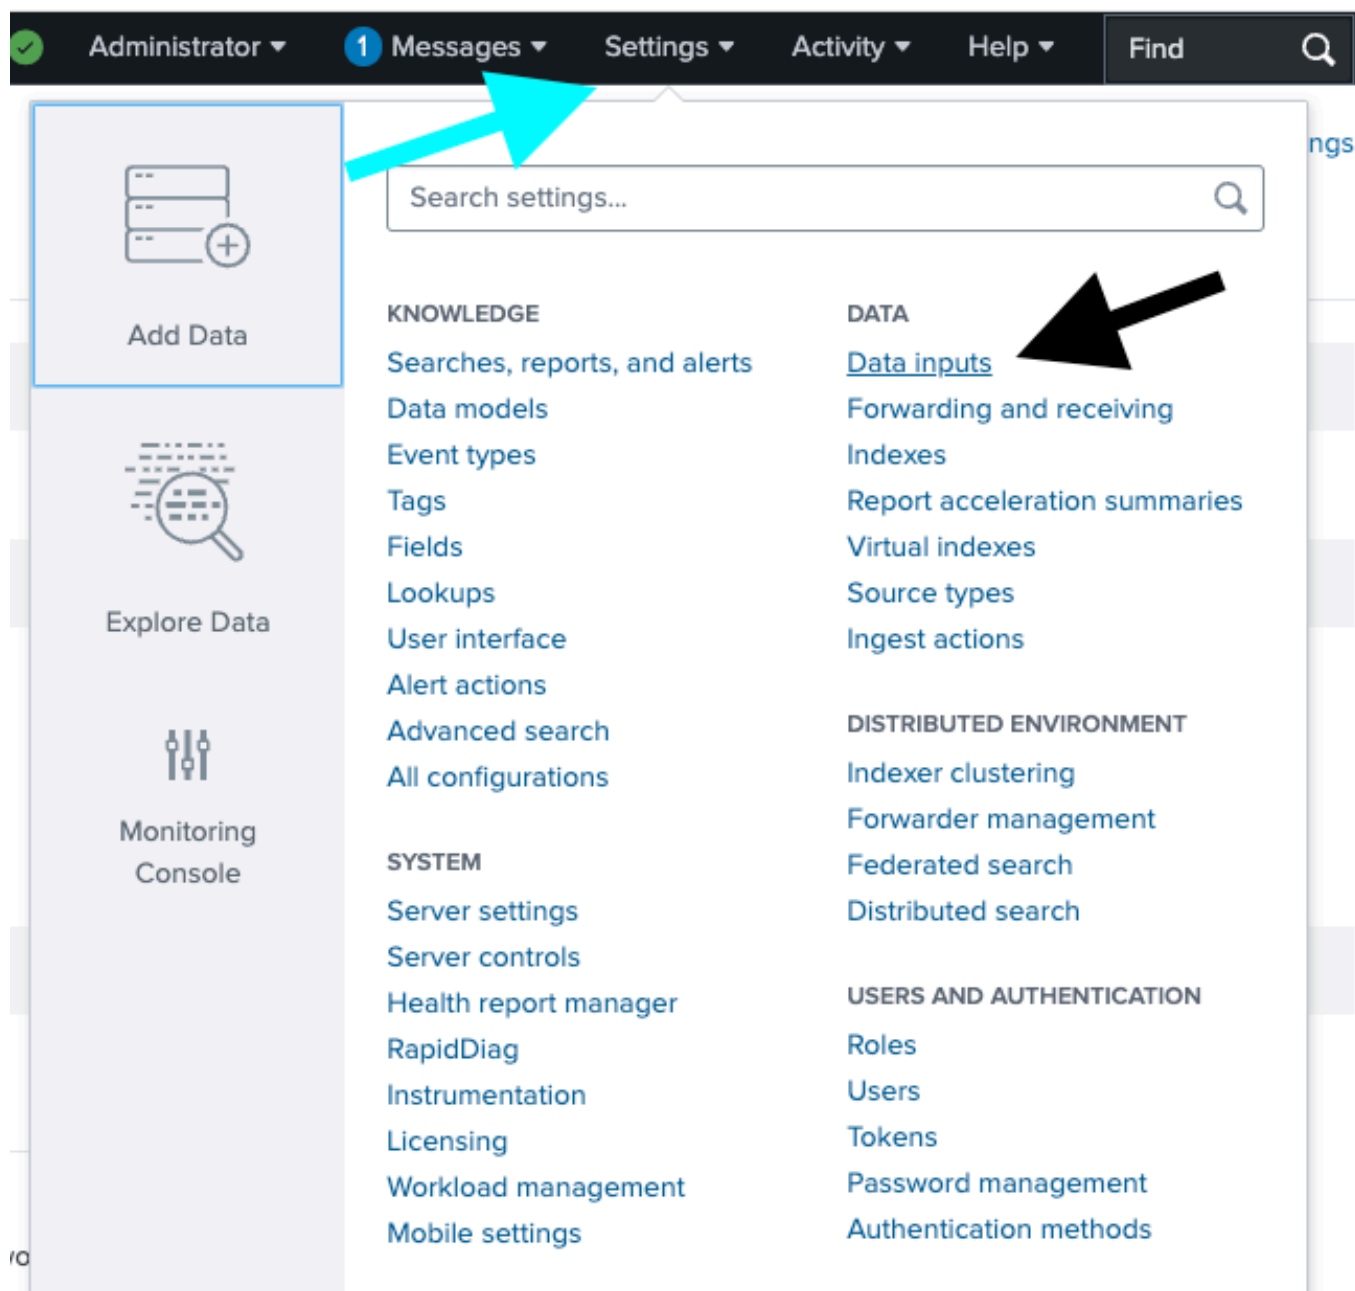 Administrator 1 Messages Settings Activity Help Find
ngs
Search settings...
Add Data
Explore Data
Monitoring
Console
KNOWLEDGE
Searches, reports, and alerts
Data models
Event types
Tags
Fields
Lookups
User interface
Alert actions
Advanced search
All configurations
SYSTEM
Server settings
Server controls
Health report manager
RapidDiag
Instrumentation
Licensing
Workload management
Mobile settings
DATA
Data inputs
Forwarding and receiving
Indexes
Report acceleration summaries
Virtual indexes
Source types
Ingest actions
DISTRIBUTED ENVIRONMENT
Indexer clustering
Forwarder management
Federated search
Distributed search
USERS AND AUTHENTICATION
Roles
Users
Tokens
Password management
Authentication methods